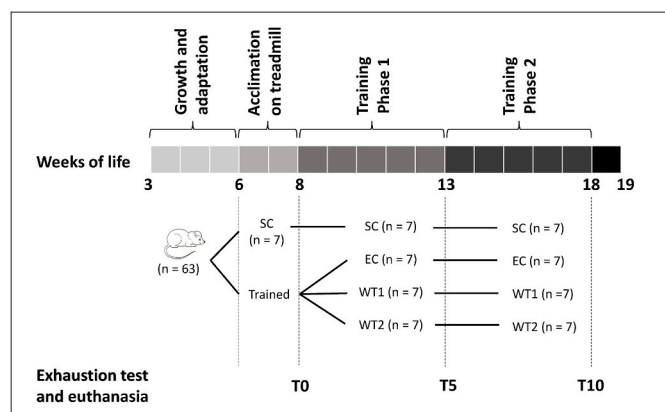 Growth and
adaptation
Acclimation
on treadmill
Training
Phase 1
Training
Phase 2
Weeks of life
3 6 8 13 18 19
SC
(n = 7)
SC (n = 7)
SC (n = 7)
(n = 63)
EC (n = 7)
EC (n = 7)
Trained
WT1 (n = 7)
WT1 (n =7)
WT2 (n = 7)
WT2 (n = 7)
Exhaustion test
and euthanasia
T0 T5 T10